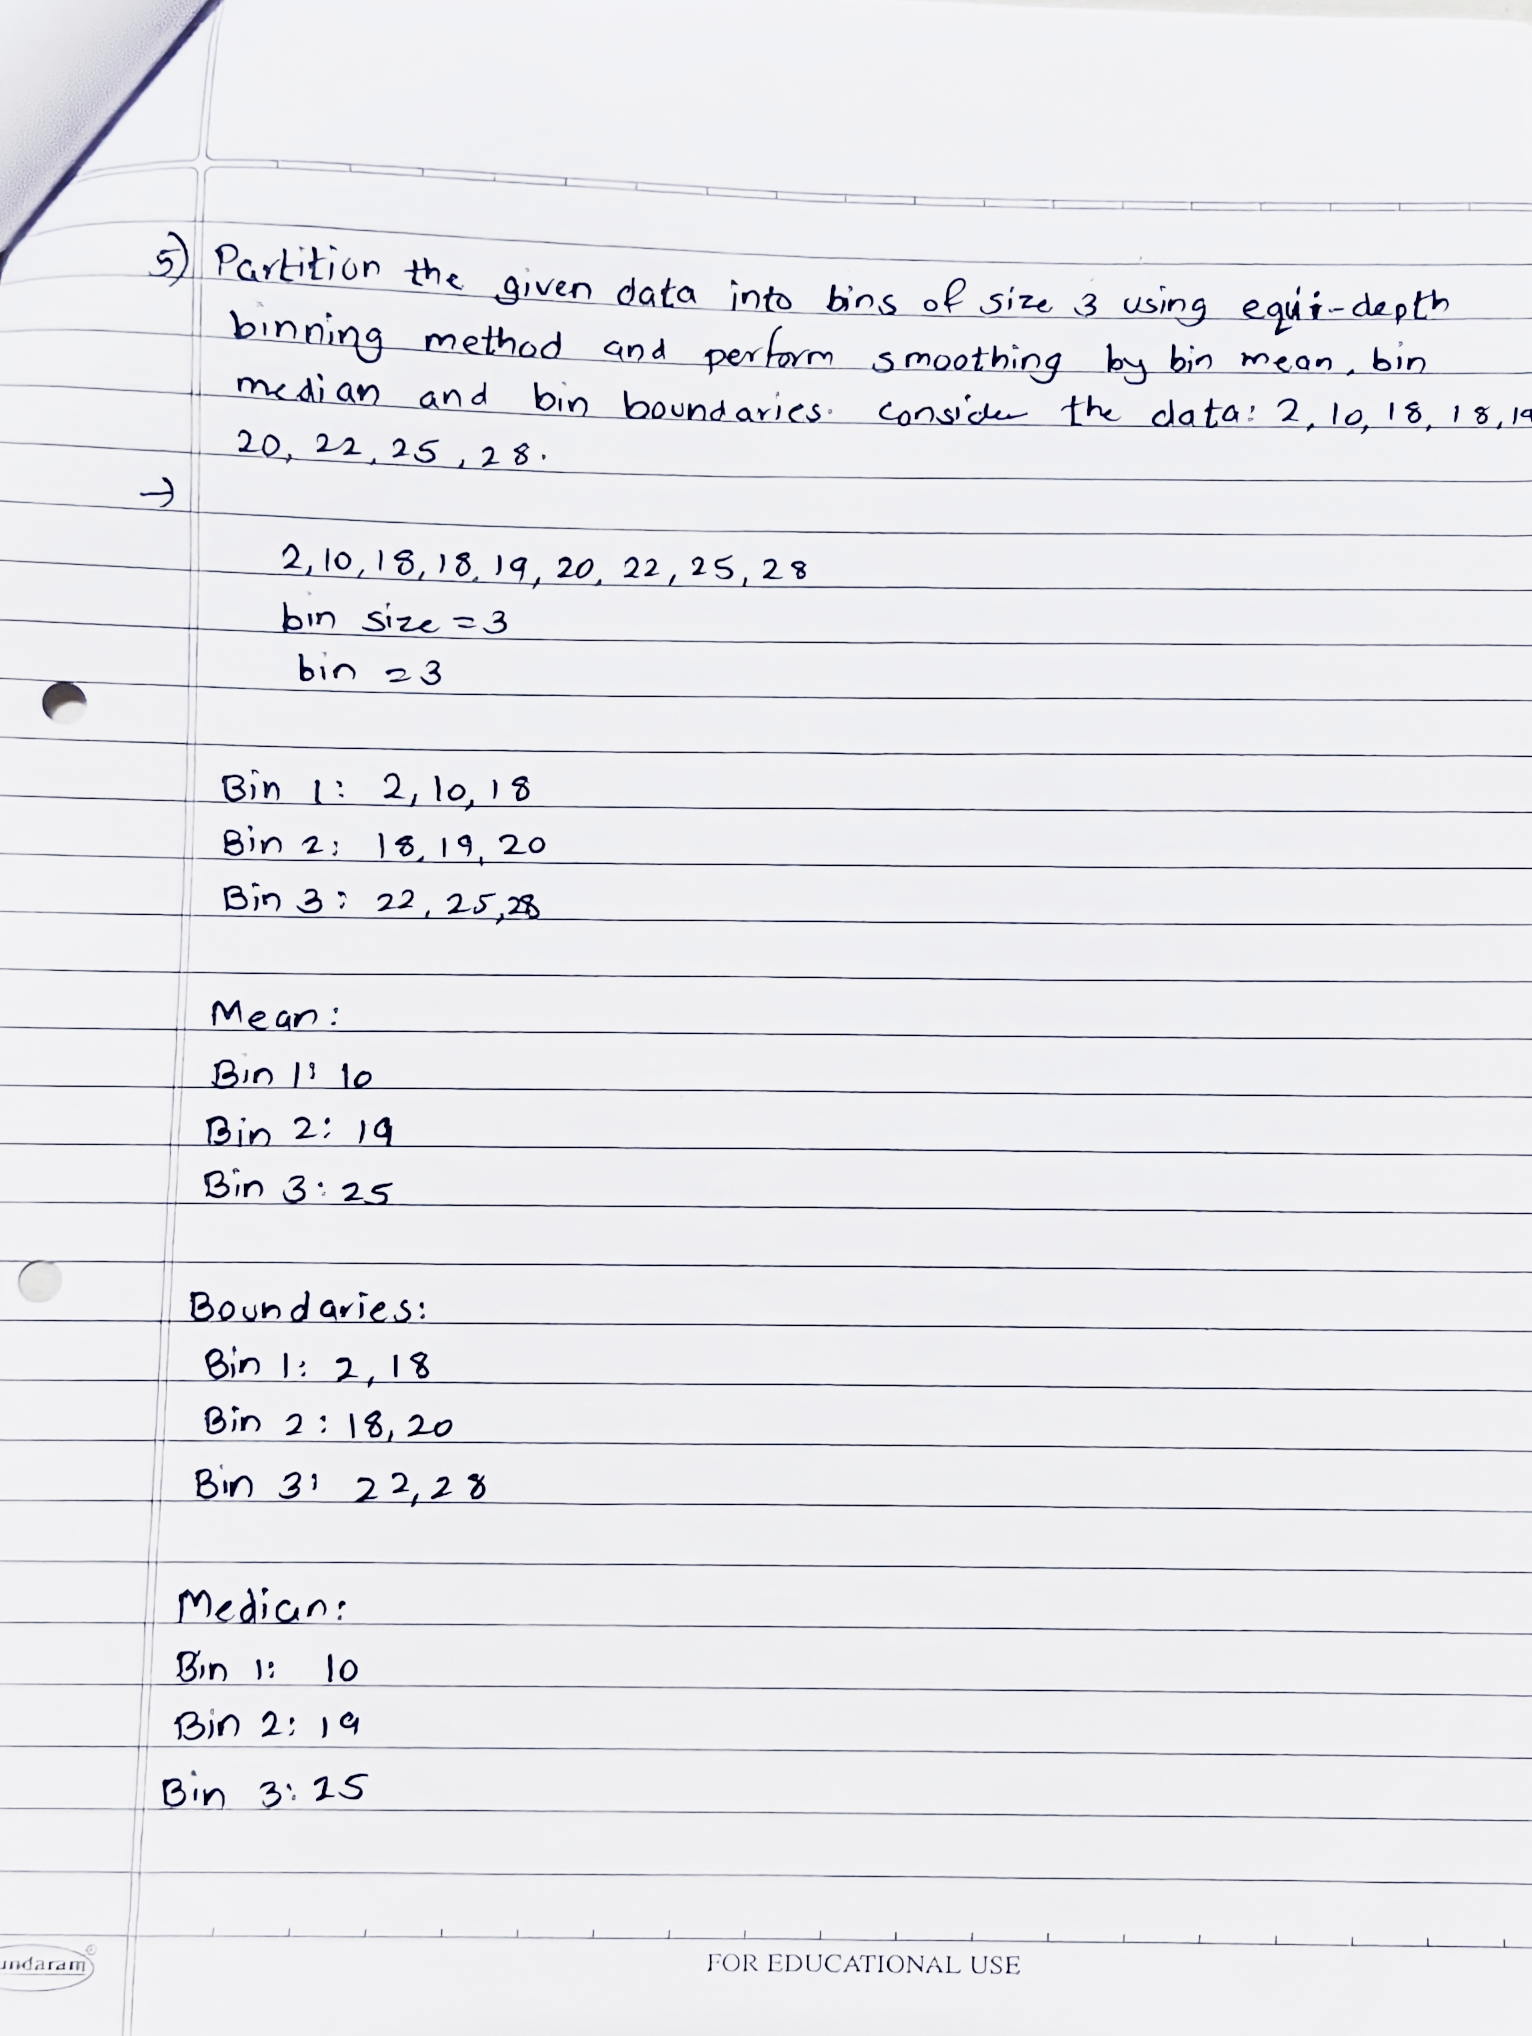 5) Partition the given data into bins of size 3 using equi-depth
binning method and perform smoothing by bin mean, bin
median and bin boundaries. consider the data: 2, 10, 18, 18, 19
20, 22, 25, 28.
→
2, 10, 18, 18, 19, 20, 22, 25, 28
bin size = 3
bin = 3
Bin 1: 2, 10, 18
Bin 2: 18, 19, 20
Bin 3: 22, 25, 28
Mean:
Bin 1: 10
Bin 2: 19
Bin 3: 25
Boundaries:
Bin 1: 2, 18
Bin 2: 18, 20
Bin 3: 22, 28
Median:
Bin 1: 10
Bin 2: 19
Bin 3: 25
undaram®
FOR EDUCATIONAL USE